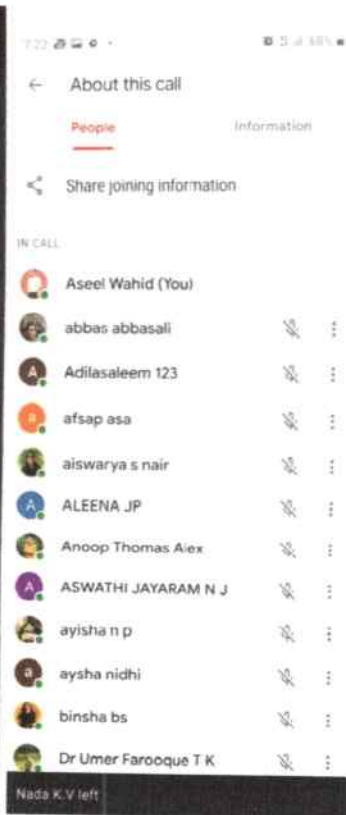 7:22
About this call
People Information
Share joining information
IN CALL
Aseel Wahid (You)
abbas abbasali
A Adilasaleem 123
a afsap asa
aiswarya s nair
A ALEENA JP
Anoop Thomas Alex
A ASWATHI JAYARAM N J
ayisha n p
a aysha nidhi
binsha bs
Dr Umer Farooque T K
Nada K.V left